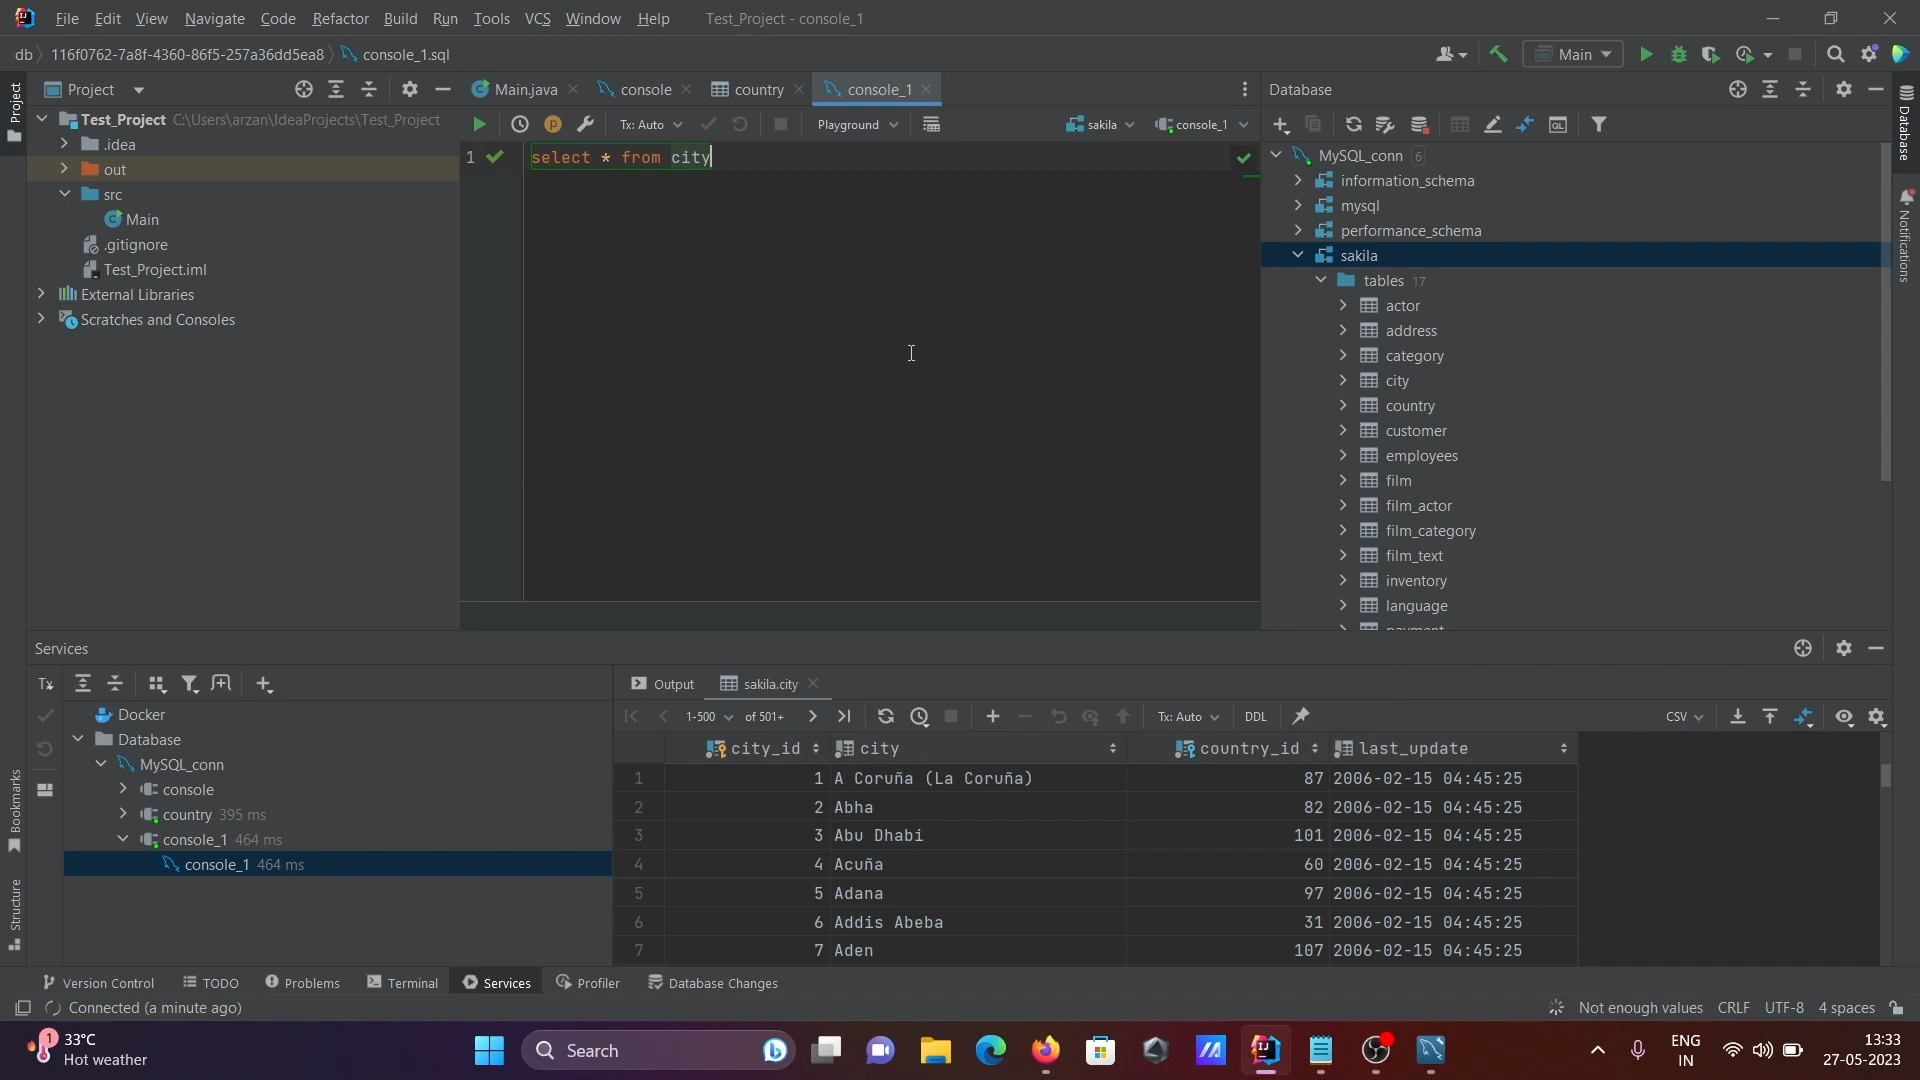 File Edit View Navigate Code Refactor Build Run Tools VCS Window Help Test_Project - console_1
db 116f0762-7a8f-4360-86f5-257a36dd5ea8 console_1.sql Main
Project
Project
Main.java console country console_1
Database
Database
Notifications
Bookmarks
Structure
Test_Project C:\Users\arzan\IdeaProjects\Test_Project
.idea
out
src
Main
.gitignore
Test_Project.iml
External Libraries
Scratches and Consoles
Tx: Auto Playground sakila console_1
1 select * from city
MySQL_conn 6
information_schema
mysql
performance_schema
sakila
tables 17
actor
address
category
city
country
customer
employees
film
film_actor
film_category
film_text
inventory
language
payment
Services
Tx
Docker
Database
MySQL_conn
console
country 395 ms
console_1 464 ms
console_1 464 ms
Output sakila.city
1-500 of 501+ Tx: Auto DDL CSV
city_id city country_id last_update
1 1 A Coruña (La Coruña) 87 2006-02-15 04:45:25
2 2 Abha 82 2006-02-15 04:45:25
3 3 Abu Dhabi 101 2006-02-15 04:45:25
4 4 Acuña 60 2006-02-15 04:45:25
5 5 Adana 97 2006-02-15 04:45:25
6 6 Addis Abeba 31 2006-02-15 04:45:25
7 7 Aden 107 2006-02-15 04:45:25
Version Control TODO Problems Terminal Services Profiler Database Changes
Connected (a minute ago) Not enough values CRLF UTF-8 4 spaces
1 33°C
Hot weather
Search
ENG
IN
13:33
27-05-2023